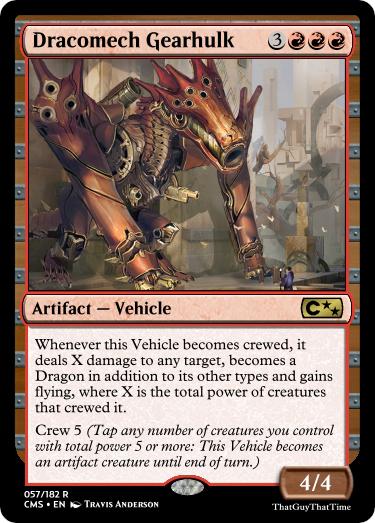 Dracomech Gearhulk 3
Artifact — Vehicle
C
Whenever this Vehicle becomes crewed, it
deals X damage to any target, becomes a
Dragon in addition to its other types and gains
flying, where X is the total power of creatures
that crewed it.
Crew 5 (Tap any number of creatures you control
with total power 5 or more: This Vehicle becomes
an artifact creature until end of turn.)
4/4
057/182 R
CMS • EN Travis Anderson
ThatGuyThatTime